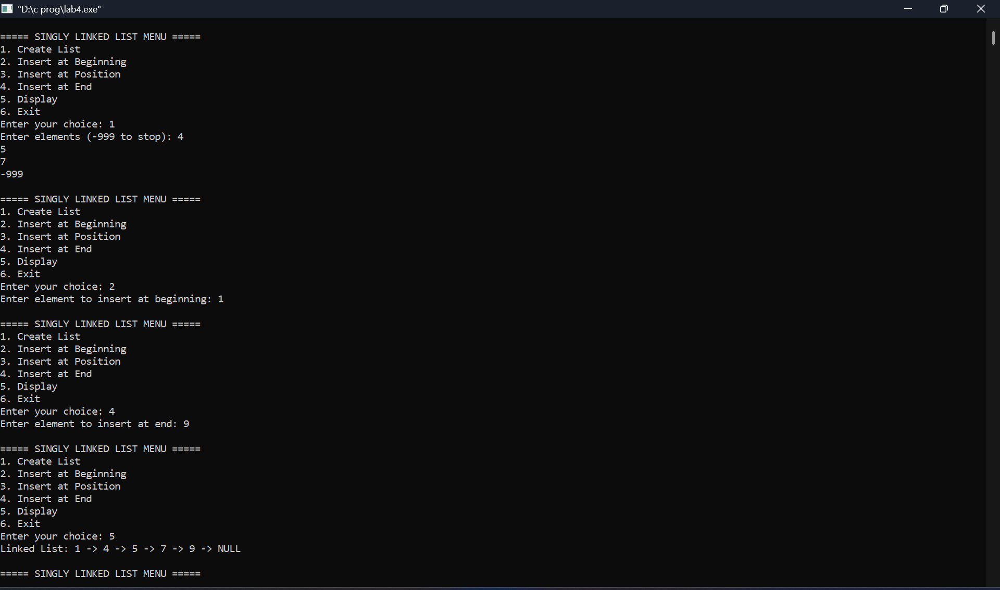 "D:\c prog\lab4.exe"
===== SINGLY LINKED LIST MENU =====
1. Create List
2. Insert at Beginning
3. Insert at Position
4. Insert at End
5. Display
6. Exit
Enter your choice: 1
Enter elements (-999 to stop): 4
5
7
-999
===== SINGLY LINKED LIST MENU =====
1. Create List
2. Insert at Beginning
3. Insert at Position
4. Insert at End
5. Display
6. Exit
Enter your choice: 2
Enter element to insert at beginning: 1
===== SINGLY LINKED LIST MENU =====
1. Create List
2. Insert at Beginning
3. Insert at Position
4. Insert at End
5. Display
6. Exit
Enter your choice: 4
Enter element to insert at end: 9
===== SINGLY LINKED LIST MENU =====
1. Create List
2. Insert at Beginning
3. Insert at Position
4. Insert at End
5. Display
6. Exit
Enter your choice: 5
Linked List: 1 -> 4 -> 5 -> 7 -> 9 -> NULL
===== SINGLY LINKED LIST MENU =====